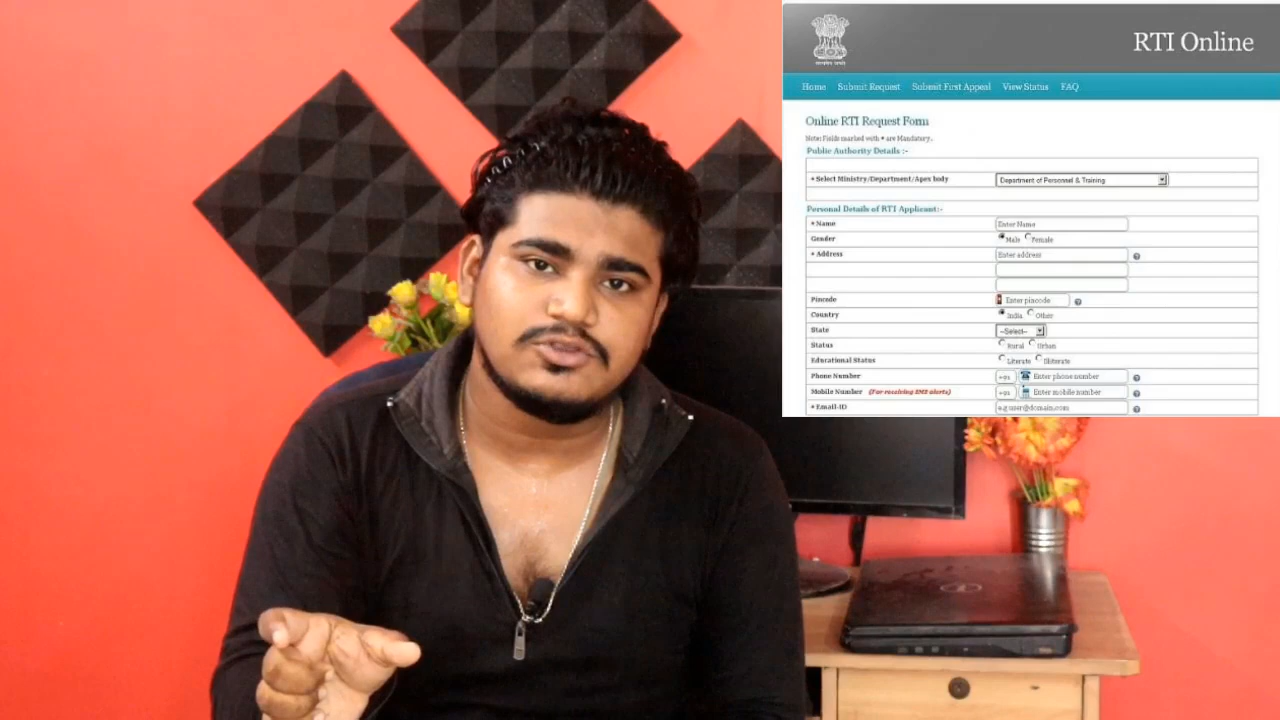 RTI Online
Home Submit Request Submit First Appeal View Status FAQ
Online RTI Request Form
Note: Fields marked with * are Mandatory.
Public Authority Details :-
* Select Ministry/Department/Apex body Department of Personnel & Training
Personal Details of RTI Applicant:-
* Name Enter Name
Gender Male Female
* Address Enter address
Pincode Enter pincode
Country India Other
State --Select--
Status Rural Urban
Educational Status Literate Illiterate
Phone Number +91 Enter phone number
Mobile Number (For receiving SMS alerts) +91 Enter mobile number
* Email-ID e.g user@domain.com